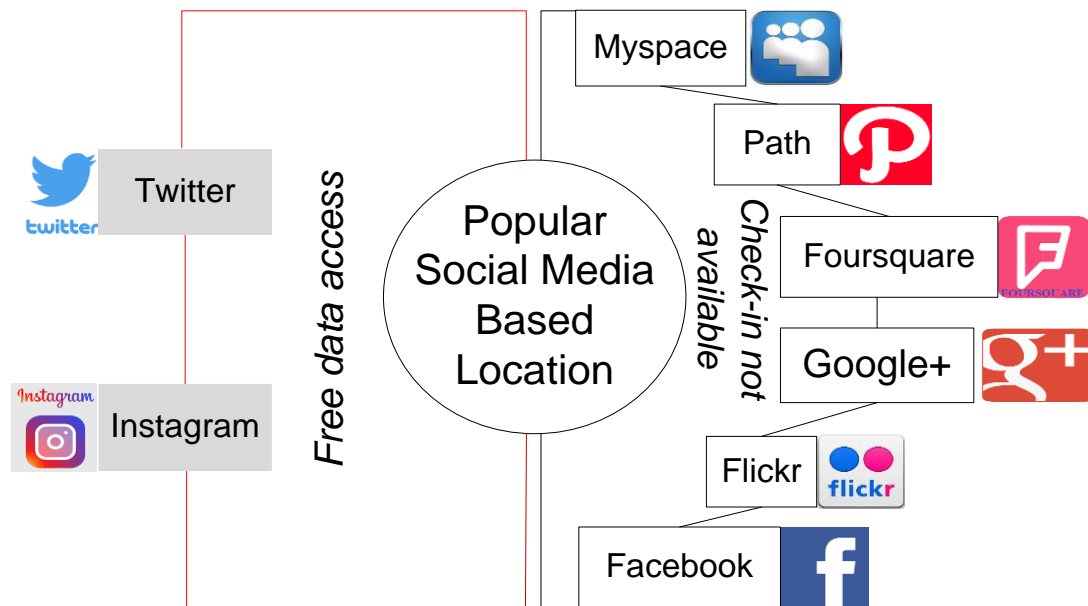 Myspace
Path
twitter
Twitter
Free data access
Popular
Social Media
Based
Location
Check-in not
available
Foursquare
FOURSQUARE
Google+
g+
Instagram
Instagram
Flickr
flickr
Facebook
f